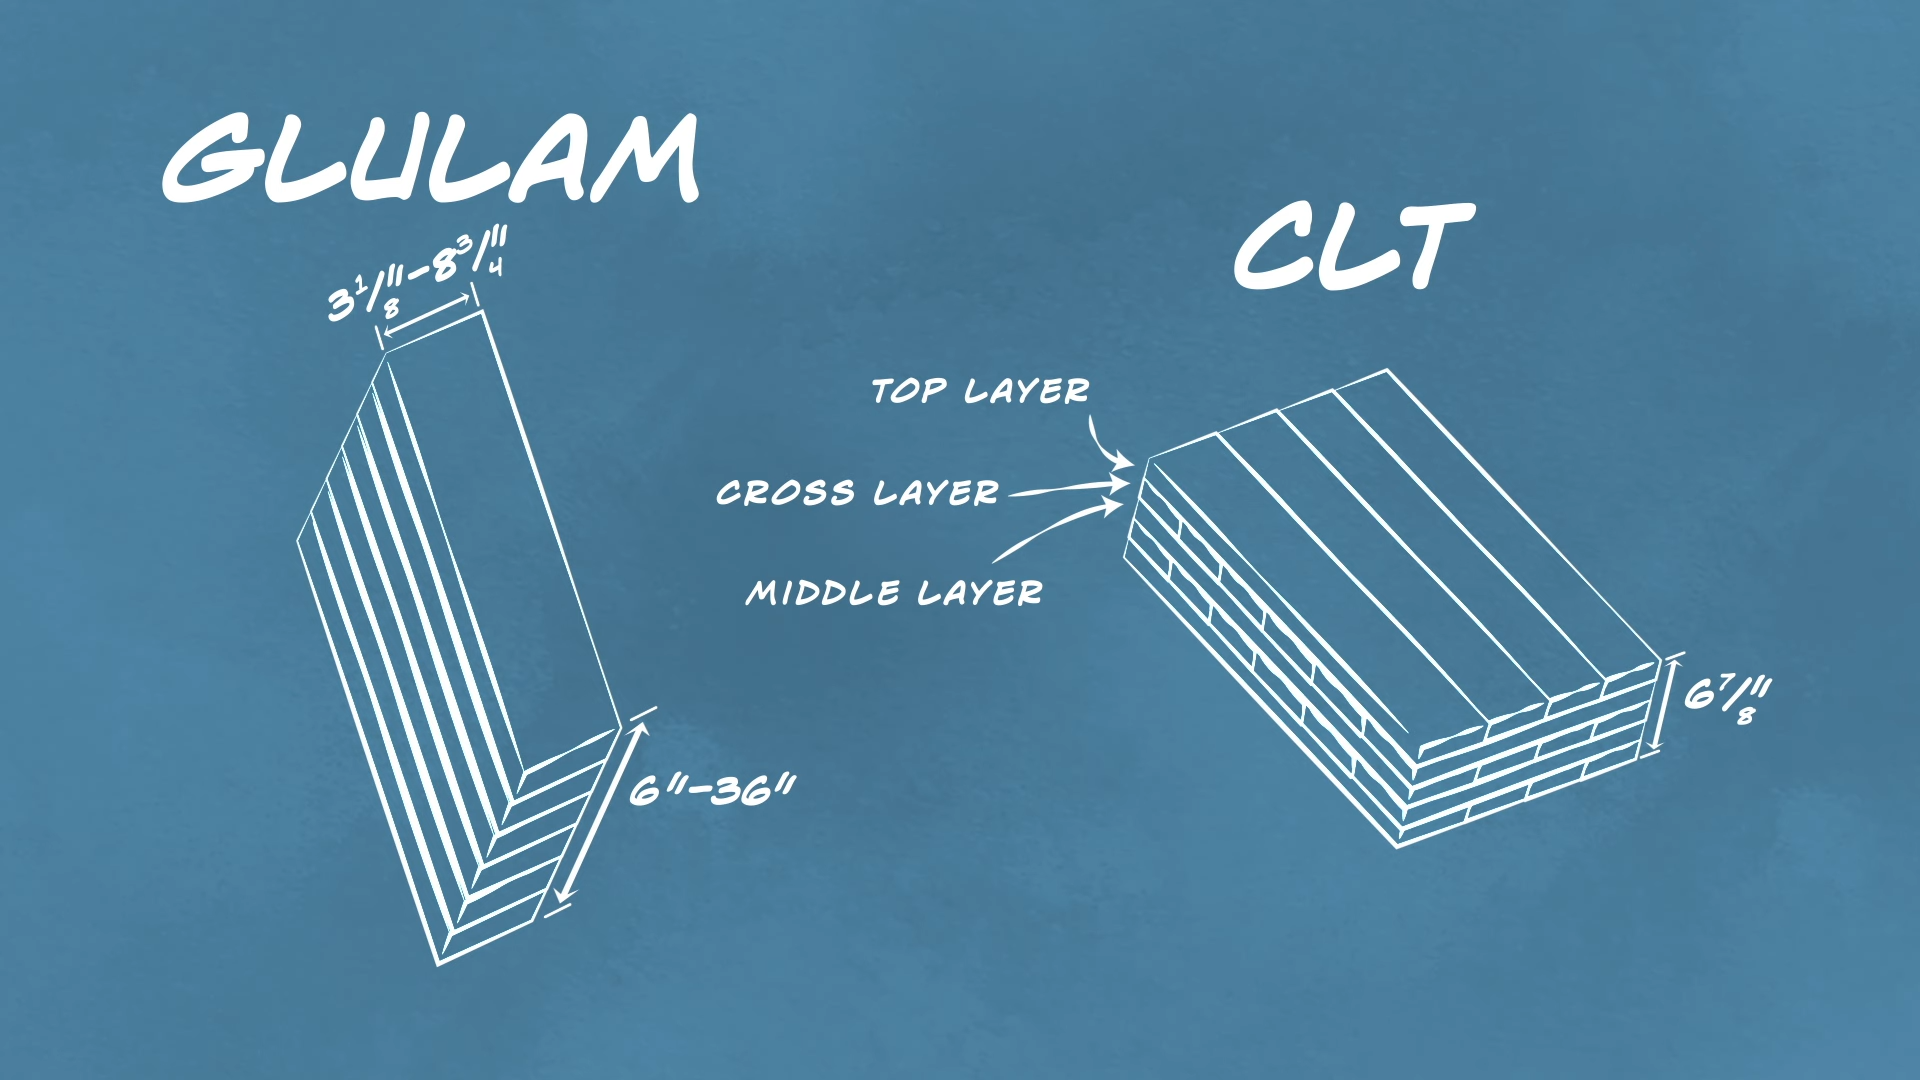 GLULAM
3 1/8"-8 3/4"
6"-36"
CLT
TOP LAYER
CROSS LAYER
MIDDLE LAYER
6 7/8"